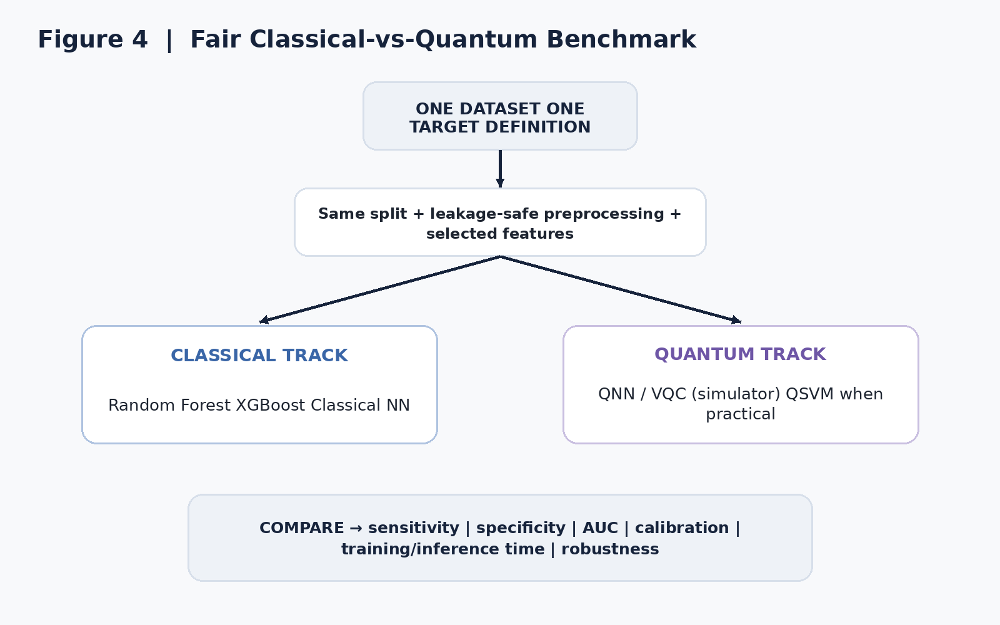 Figure 4 | Fair Classical-vs-Quantum Benchmark
ONE DATASET ONE
TARGET DEFINITION
Same split + leakage-safe preprocessing +
selected features
CLASSICAL TRACK
Random Forest XGBoost Classical NN
QUANTUM TRACK
QNN / VQC (simulator) QSVM when
practical
COMPARE → sensitivity | specificity | AUC | calibration |
training/inference time | robustness